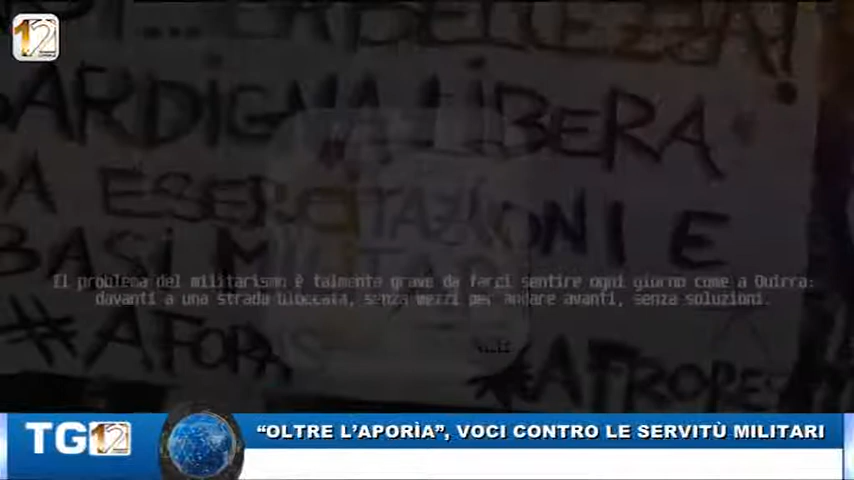 12
SARDIGNA LIBERA
DA ESERCITAZIONI E
BASI MILITARI
#AFORAS
Il problema del militarismo è talmente grave da farci sentire ogni giorno come a Quirra:
davanti a una strada bloccata, senza mezzi per andare avanti, senza soluzioni.
TG12
“OLTRE L’APORÌA”, VOCI CONTRO LE SERVITÙ MILITARI